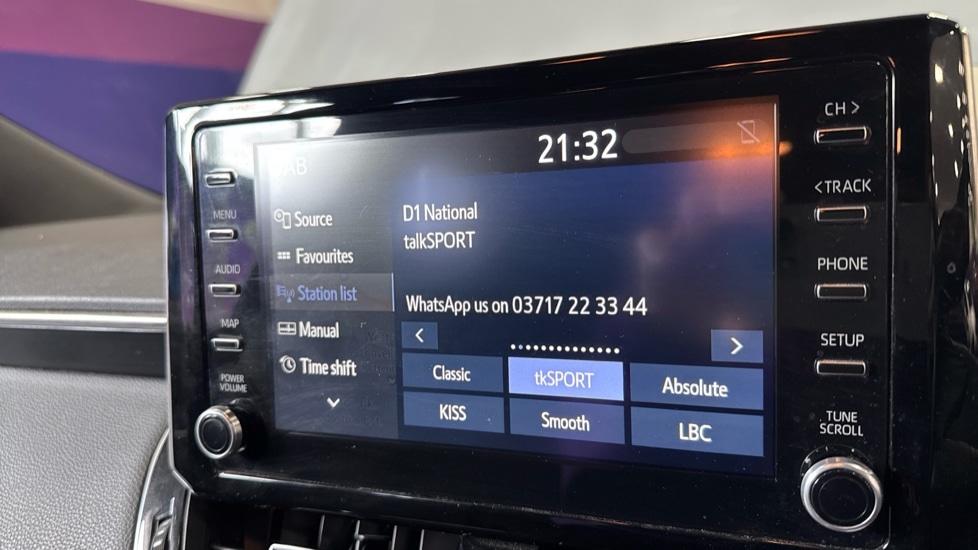 DAB
21:32
Source
Favourites
Station list
Manual
Time shift
D1 National
talkSPORT
WhatsApp us on 03717 22 33 44
<
>
Classic
tkSPORT
Absolute
KISS
Smooth
LBC
MENU
AUDIO
MAP
POWER
VOLUME
CH >
<TRACK
PHONE
SETUP
TUNE
SCROLL